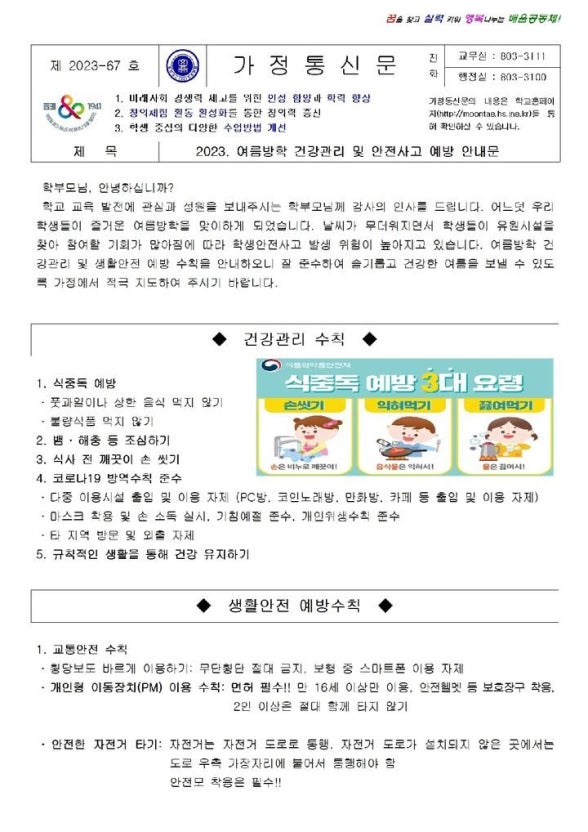 꿈을 찾고 실력 키워 행복나누는 배움공동체!
제 2023-67 호
가 정 통 신 문
전 화
교무실 : 803-3111
행정실 : 803-3100
1941
1. 미래사회 경쟁력 제고를 위한 인성 함양과 학력 향상
2. 창의체험 활동 활성화를 통한 창의력 증진
3. 학생 중심의 다양한 수업방법 개선
가정통신문의 내용은 학교홈페이
지(http://moontae.hs.jne.kr)를 통
해 확인하실 수 있습니다.
제 목
2023. 여름방학 건강관리 및 안전사고 예방 안내문
학부모님, 안녕하십니까?
학교 교육 발전에 관심과 성원을 보내주시는 학부모님께 감사의 인사를 드립니다. 어느덧 우리
학생들이 즐거운 여름방학을 맞이하게 되었습니다. 날씨가 무더워지면서 학생들이 유원시설을
찾아 참여할 기회가 많아짐에 따라 학생안전사고 발생 위험이 높아지고 있습니다. 여름방학 건
강관리 및 생활안전 예방 수칙을 안내하오니 잘 준수하여 슬기롭고 건강한 여름을 보낼 수 있도
록 가정에서 적극 지도하여 주시기 바랍니다.
◆ 건강관리 수칙 ◆
식품의약품안전처
식중독 예방 3대 요령
손씻기 익혀먹기 끓여먹기
손은 비누로 깨끗이! 음식물은 익혀서! 물은 끓여서!
1. 식중독 예방
· 풋과일이나 상한 음식 먹지 않기
· 불량식품 먹지 않기
2. 뱀 · 해충 등 조심하기
3. 식사 전 깨끗이 손 씻기
4. 코로나19 방역수칙 준수
· 다중 이용시설 출입 및 이용 자제 (PC방, 코인노래방, 만화방, 카페 등 출입 및 이용 자제)
· 마스크 착용 및 손 소독 실시, 기침예절 준수, 개인위생수칙 준수
· 타 지역 방문 및 외출 자제
5. 규칙적인 생활을 통해 건강 유지하기
◆ 생활안전 예방수칙 ◆
1. 교통안전 수칙
· 횡당보도 바르게 이용하기: 무단횡단 절대 금지, 보행 중 스마트폰 이용 자제
· 개인형 이동장치(PM) 이용 수칙: 면허 필수!! 만 16세 이상만 이용, 안전헬멧 등 보호장구 착용,
2인 이상은 절대 함께 타지 않기
· 안전한 자전거 타기: 자전거는 자전거 도로로 통행, 자전거 도로가 설치되지 않은 곳에서는
도로 우측 가장자리에 붙어서 통행해야 함
안전모 착용은 필수!!